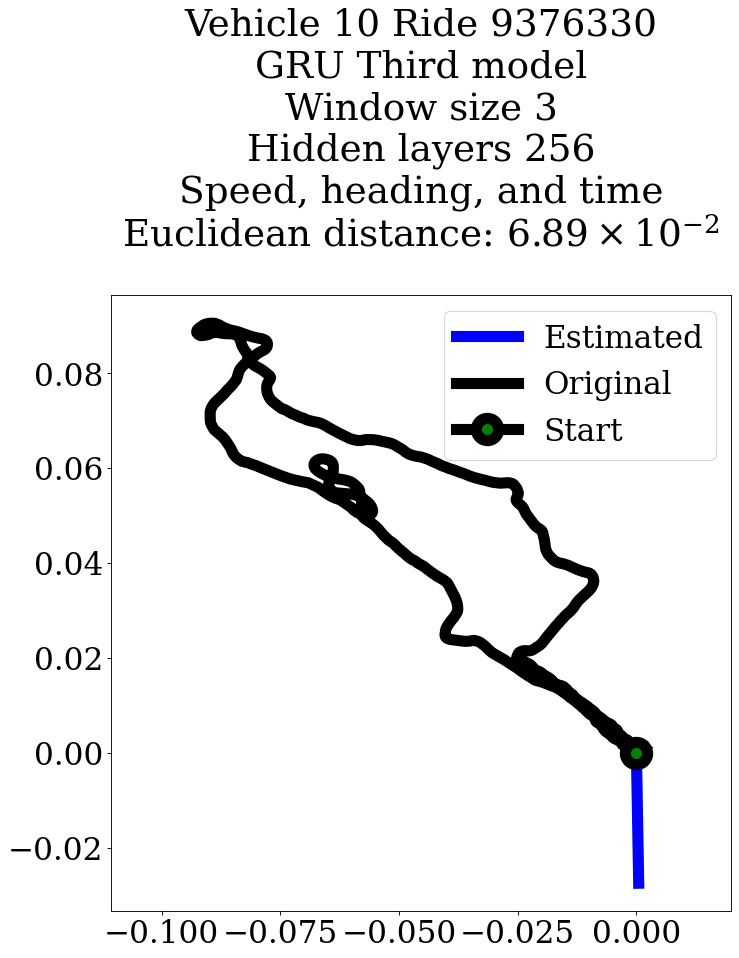 Vehicle 10 Ride 9376330
GRU Third model
Window size 3
Hidden layers 256
Speed, heading, and time
Euclidean distance: 6.89 × 10⁻²
Estimated
Original
Start
0.08
0.06
0.04
0.02
0.00
−0.02
−0.100 −0.075 −0.050 −0.025 0.000